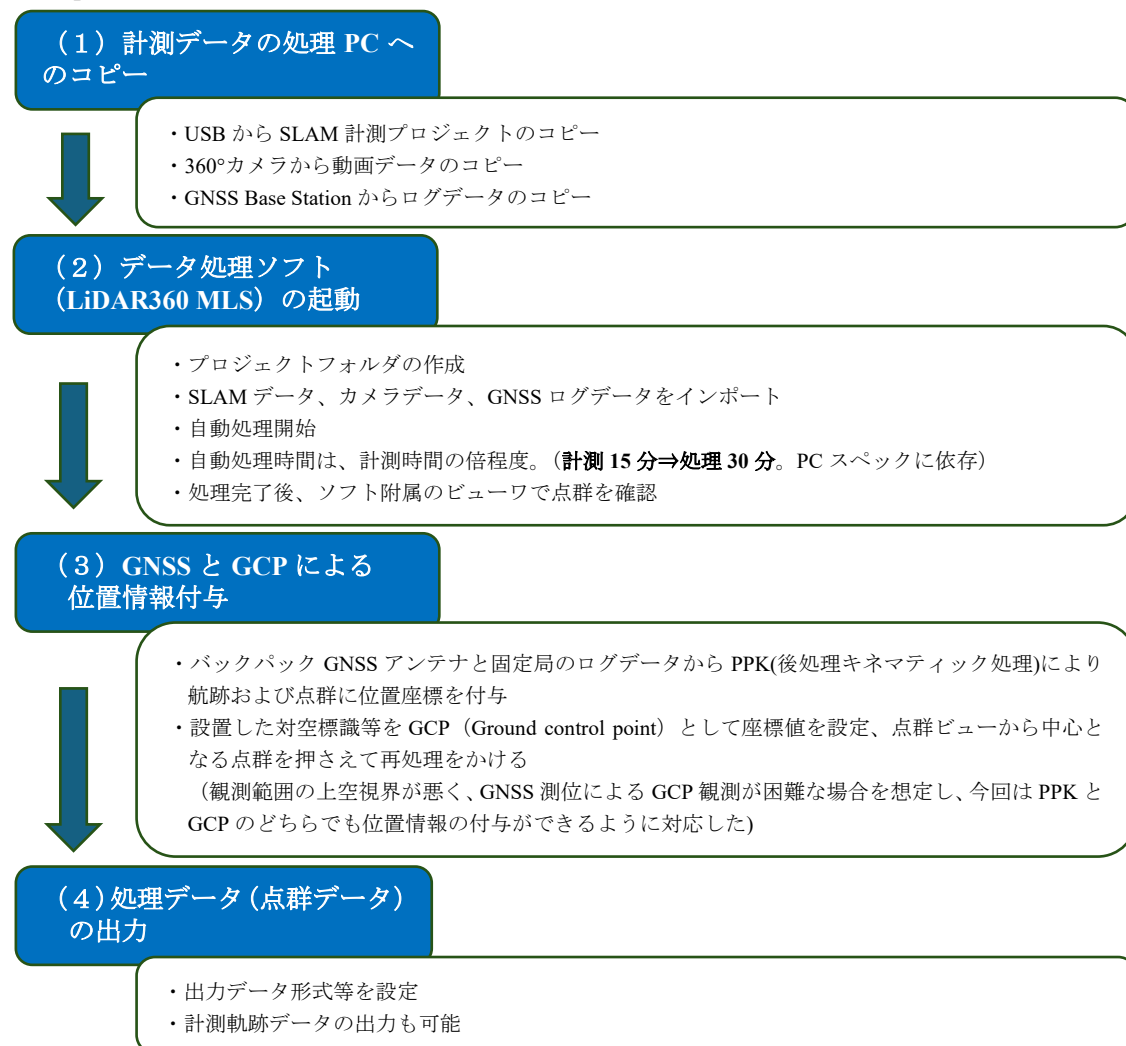 （1）計測データの処理 PC へ
のコピー
・USB から SLAM 計測プロジェクトのコピー
・360°カメラから動画データのコピー
・GNSS Base Station からログデータのコピー
（２）データ処理ソフト
（LiDAR360 MLS）の起動
・プロジェクトフォルダの作成
・SLAM データ、カメラデータ、GNSS ログデータをインポート
・自動処理開始
・自動処理時間は、計測時間の倍程度。（計測 15 分⇒処理 30 分。PC スペックに依存）
・処理完了後、ソフト附属のビューワで点群を確認
（３）GNSS と GCP による
位置情報付与
・バックパック GNSS アンテナと固定局のログデータから PPK(後処理キネマティック処理)により
航跡および点群に位置座標を付与
・設置した対空標識等を GCP（Ground control point）として座標値を設定、点群ビューから中心と
なる点群を押さえて再処理をかける
（観測範囲の上空視界が悪く、GNSS 測位による GCP 観測が困難な場合を想定し、今回は PPK と
GCP のどちらでも位置情報の付与ができるように対応した)
（４）処理データ（点群データ）
の出力
・出力データ形式等を設定
・計測軌跡データの出力も可能